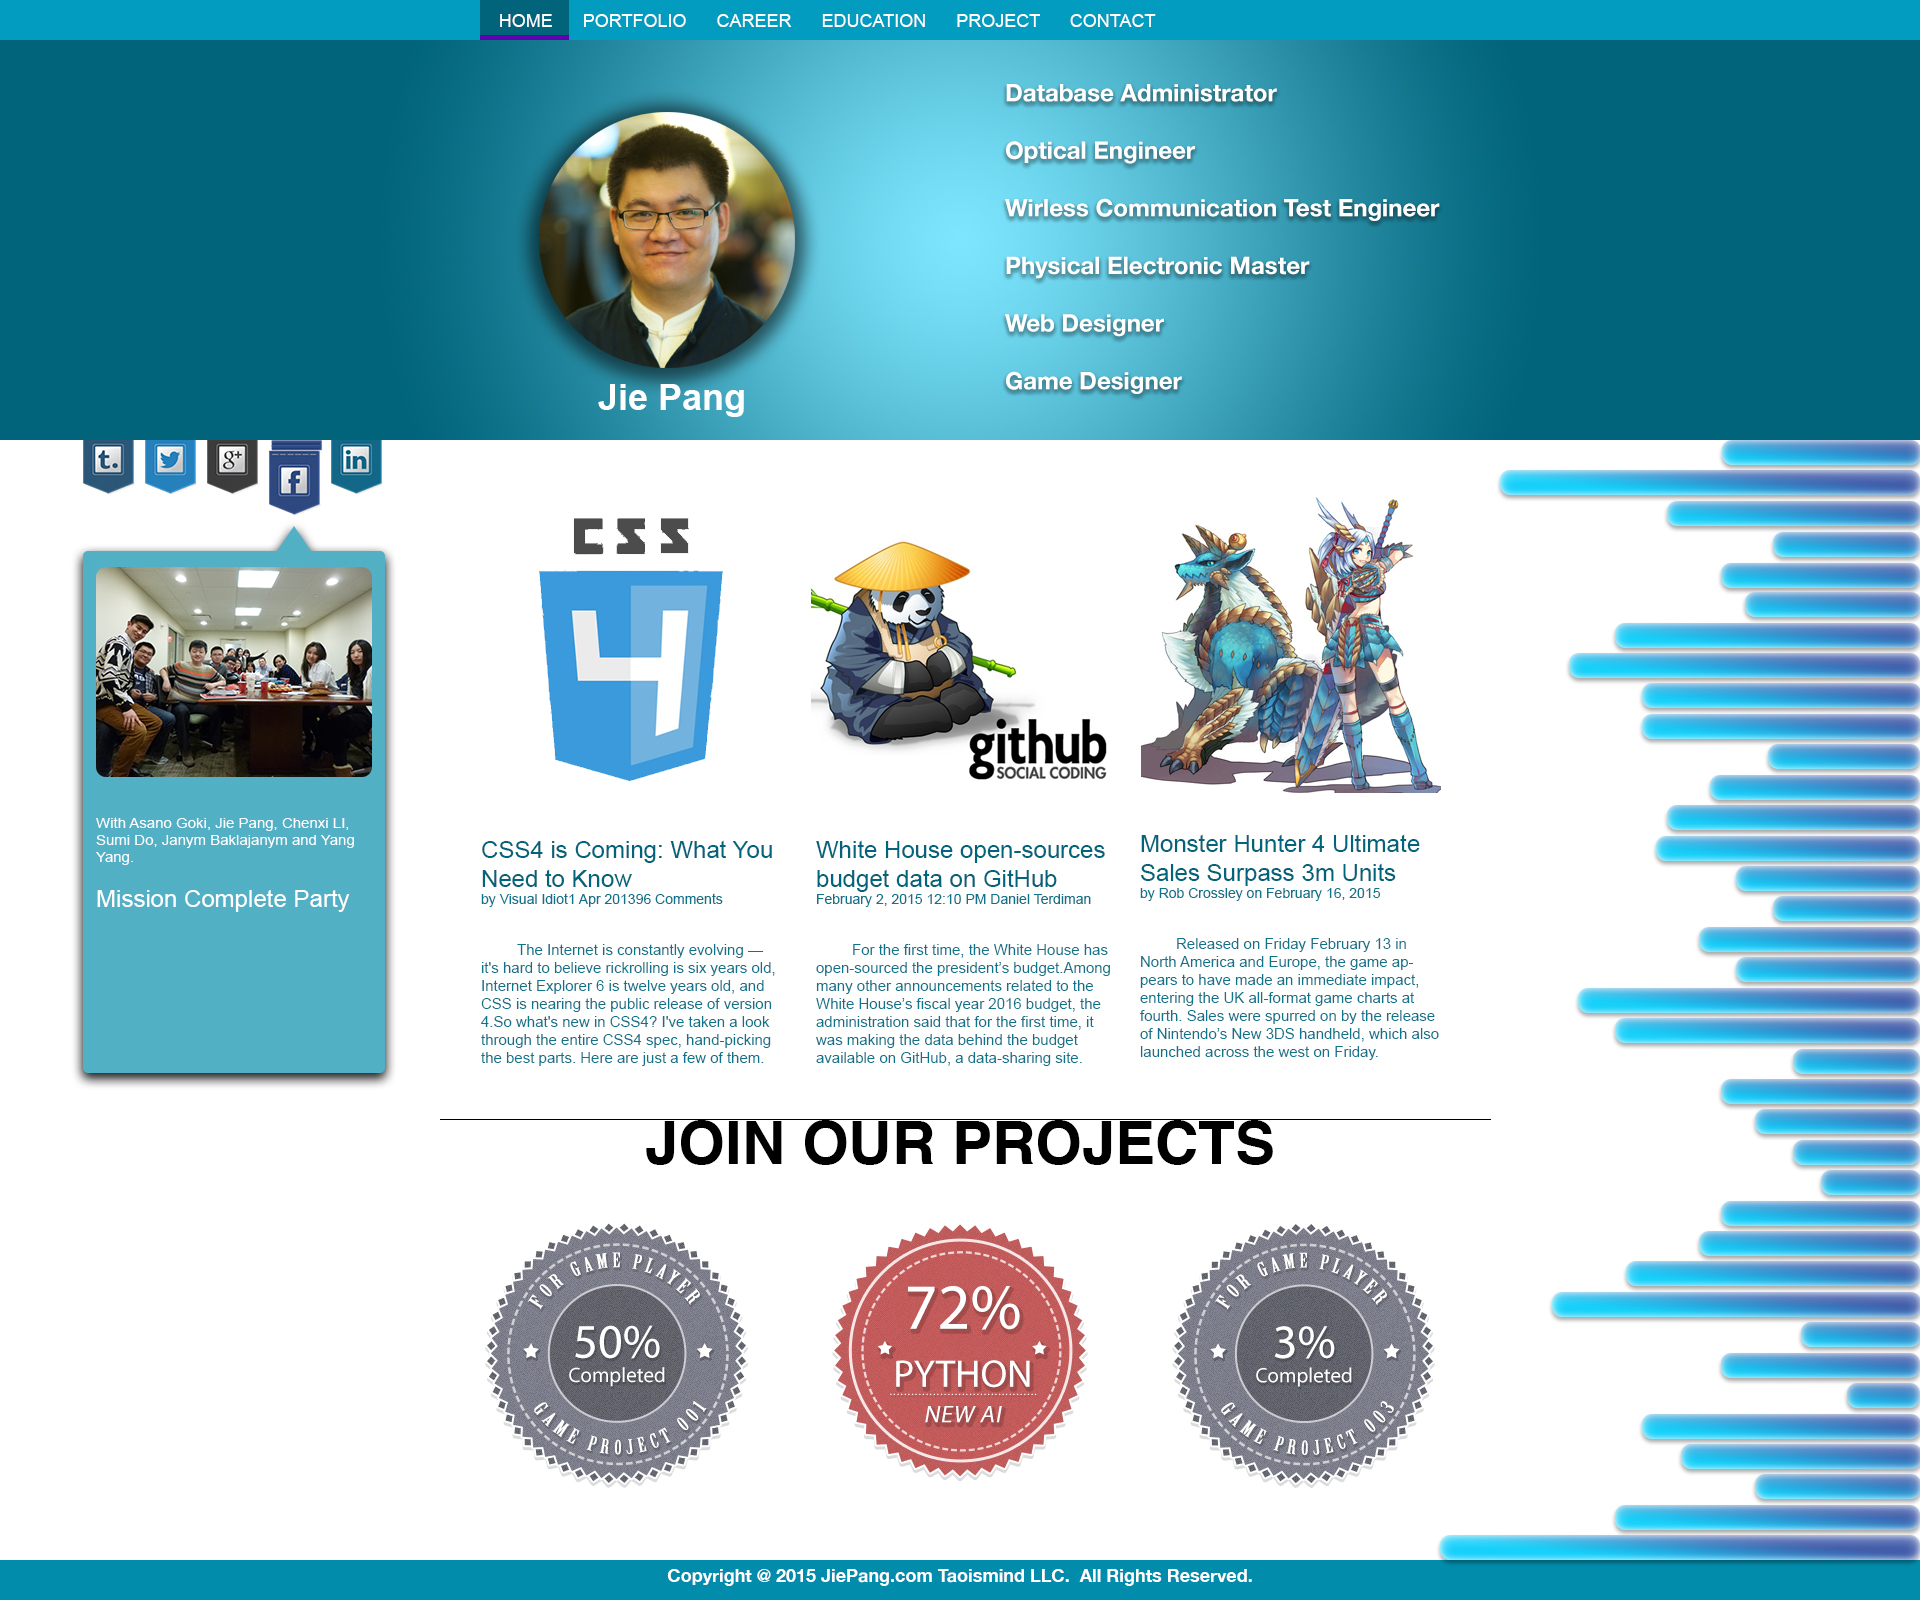 HOME PORTFOLIO CAREER EDUCATION PROJECT CONTACT
Database Administrator
Optical Engineer
Wirless Communication Test Engineer
Physical Electronic Master
Web Designer
Game Designer
Jie Pang
t. g+ f in
With Asano Goki, Jie Pang, Chenxi LI,
Sumi Do, Janym Baklajanym and Yang
Yang.
Mission Complete Party
CSS
4
CSS4 is Coming: What You
Need to Know
by Visual Idiot1 Apr 201396 Comments
The Internet is constantly evolving —
it's hard to believe rickrolling is six years old,
Internet Explorer 6 is twelve years old, and
CSS is nearing the public release of version
4.So what's new in CSS4? I've taken a look
through the entire CSS4 spec, hand-picking
the best parts. Here are just a few of them.
github
SOCIAL CODING
White House open-sources
budget data on GitHub
February 2, 2015 12:10 PM Daniel Terdiman
For the first time, the White House has
open-sourced the president’s budget.Among
many other announcements related to the
White House’s fiscal year 2016 budget, the
administration said that for the first time, it
was making the data behind the budget
available on GitHub, a data-sharing site.
Monster Hunter 4 Ultimate
Sales Surpass 3m Units
by Rob Crossley on February 16, 2015
Released on Friday February 13 in
North America and Europe, the game ap-
pears to have made an immediate impact,
entering the UK all-format game charts at
fourth. Sales were spurred on by the release
of Nintendo’s New 3DS handheld, which also
launched across the west on Friday.
JOIN OUR PROJECTS
FOR GAME PLAYER
50%
Completed
GAME PROJECT 001
72%
PYTHON
NEW AI
FOR GAME PLAYER
3%
Completed
GAME PROJECT 003
Copyright @ 2015 JiePang.com Taoismind LLC.  All Rights Reserved.